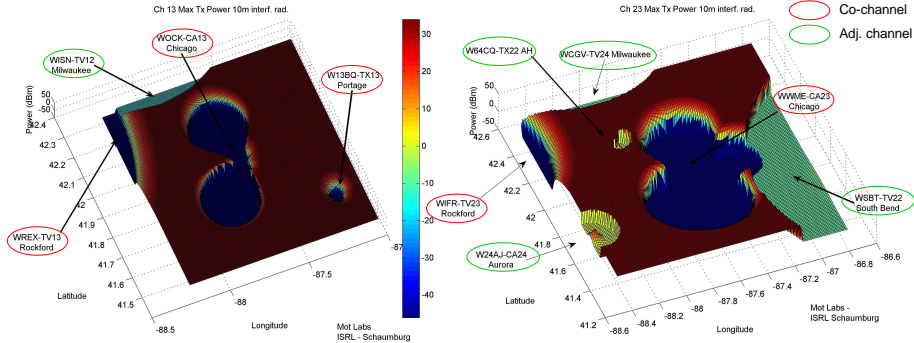 Ch 13 Max Tx Power 10m interf. rad.
WOCK-CA13
Chicago
WISN-TV12
Milwaukee
W13BQ-TX13
Portage
WREX-TV13
Rockford
Power (dBm)
50
0
-50
42.4
42.3
42.2
42.1
42
41.9
41.8
41.7
41.6
41.5
Latitude
-88.5
-88
-87.5
-87
Longitude
Mot Labs
ISRL - Schaumburg
30
20
10
0
-10
-20
-30
-40
Ch 23 Max Tx Power 10m interf. rad.
Co-channel
Adj. channel
W64CQ-TX22 AH
WCGV-TV24 Milwaukee
WWME-CA23
Chicago
WIFR-TV23
Rockford
W24AJ-CA24
Aurora
WSBT-TV22
South Bend
Power (dBm)
50
0
-50
42.6
42.4
42.2
42
41.8
41.6
41.4
41.2
Latitude
-88.6
-88.4
-88.2
-88
-87.8
-87.6
-87.4
-87.2
-87
-86.8
-86.6
Longitude
Mot Labs -
ISRL Schaumburg